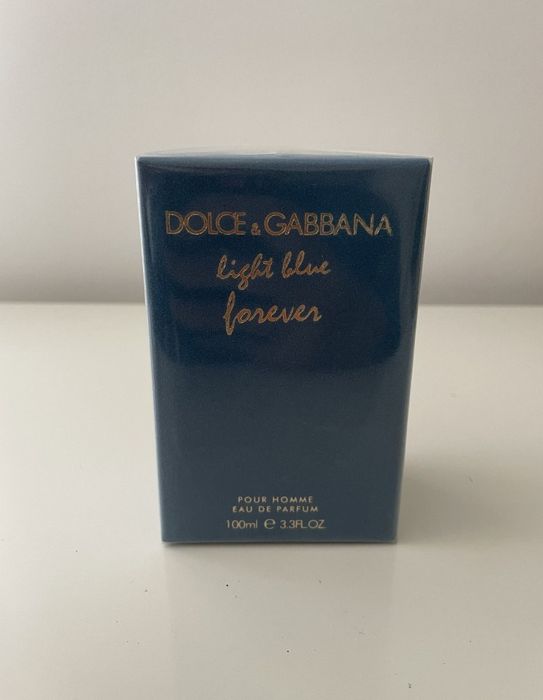 DOLCE & GABBANA
light blue
forever
POUR HOMME
EAU DE PARFUM
100ml e 3.3FL.OZ.